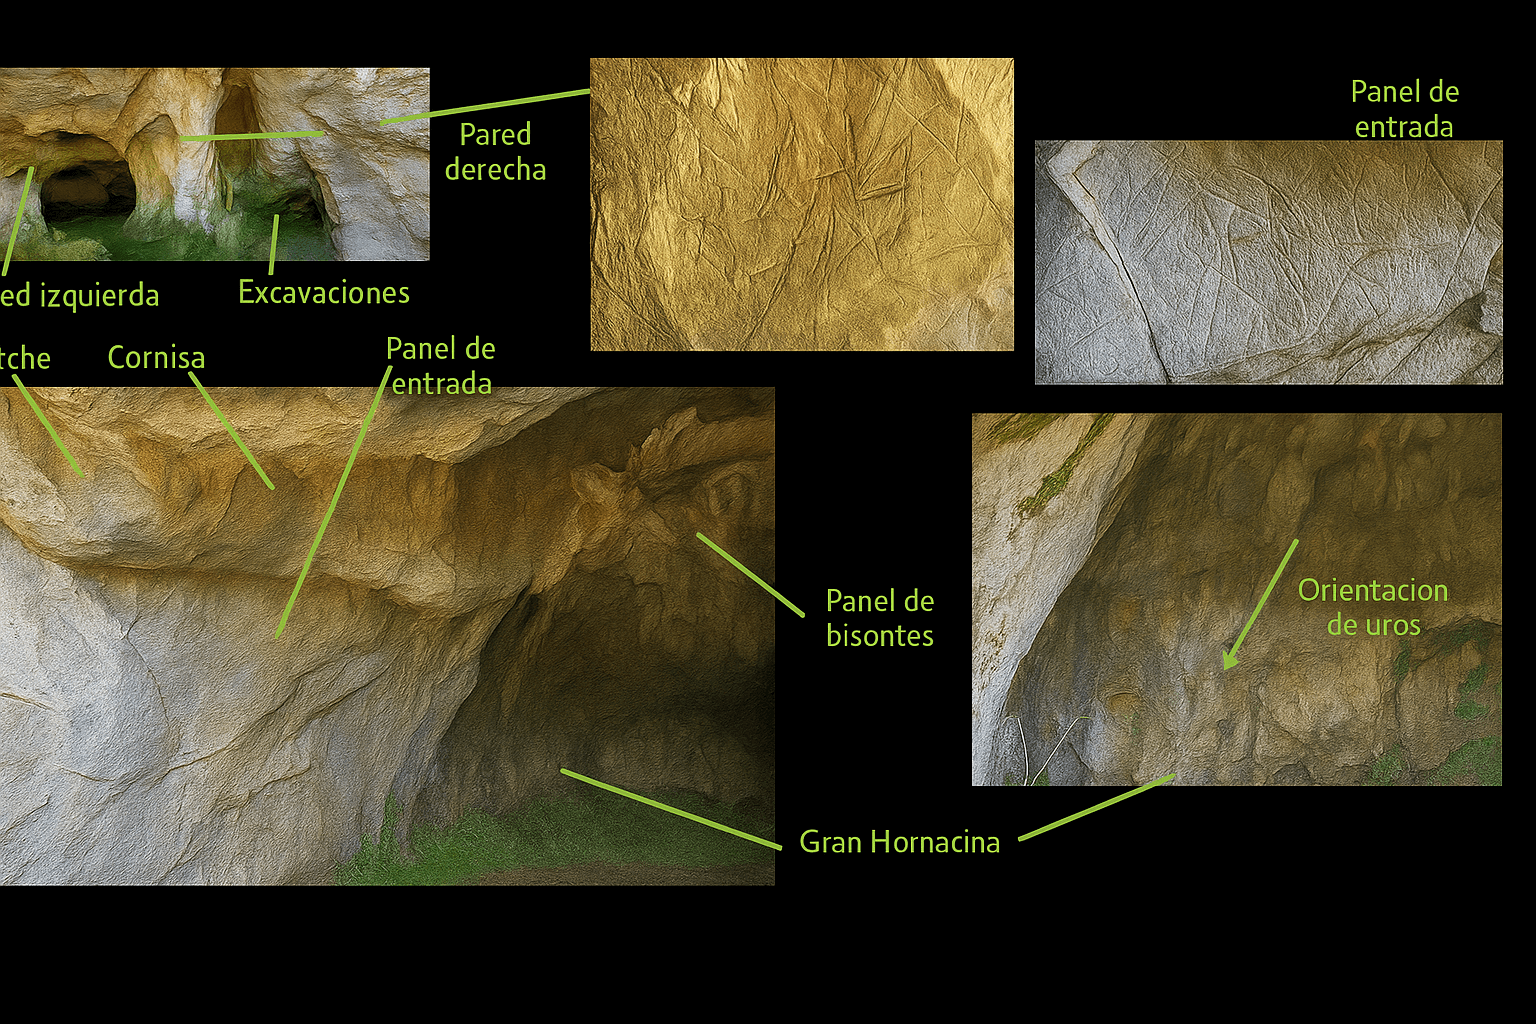 Panel de
entrada
Pared
derecha
ed izquierda
Excavaciones
tche
Cornisa
Panel de
entrada
Panel de
bisontes
Orientacion
de uros
Gran Hornacina